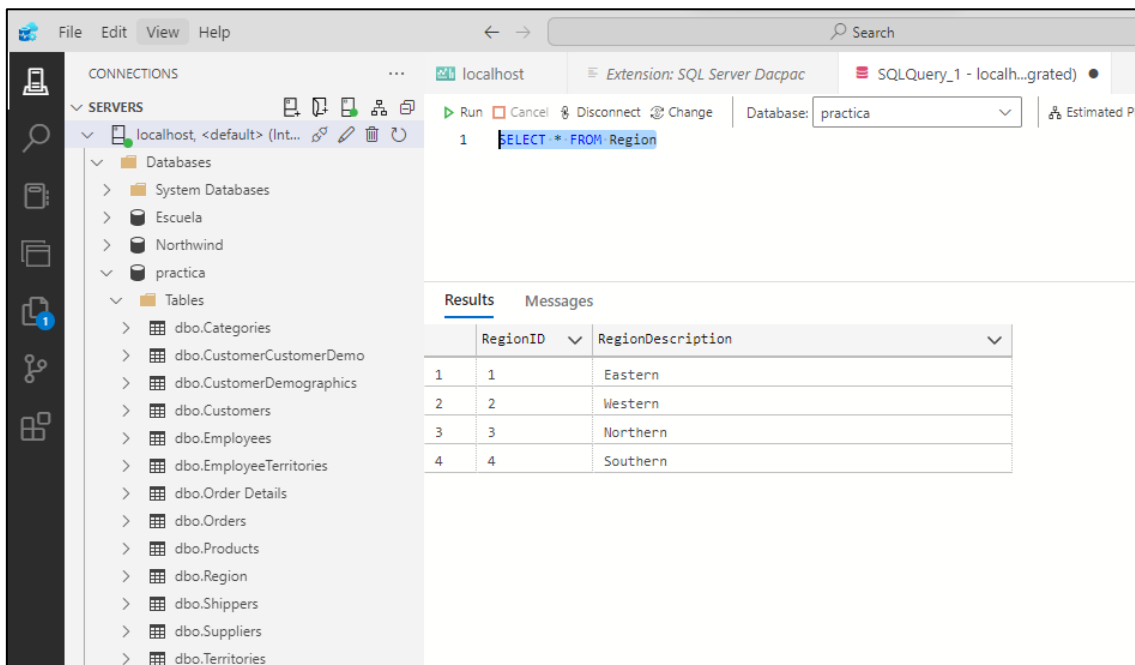 File Edit View Help
Search
CONNECTIONS ...
SERVERS
localhost, <default> (Int...
Databases
System Databases
Escuela
Northwind
practica
Tables
dbo.Categories
dbo.CustomerCustomerDemo
dbo.CustomerDemographics
dbo.Customers
dbo.Employees
dbo.EmployeeTerritories
dbo.Order Details
dbo.Orders
dbo.Products
dbo.Region
dbo.Shippers
dbo.Suppliers
dbo.Territories
1
localhost Extension: SQL Server Dacpac SQLQuery_1 - localh...grated)
Run Cancel Disconnect Change Database: practica Estimated P
1 SELECT * FROM Region
Results Messages
RegionID RegionDescription
1 1 Eastern
2 2 Western
3 3 Northern
4 4 Southern